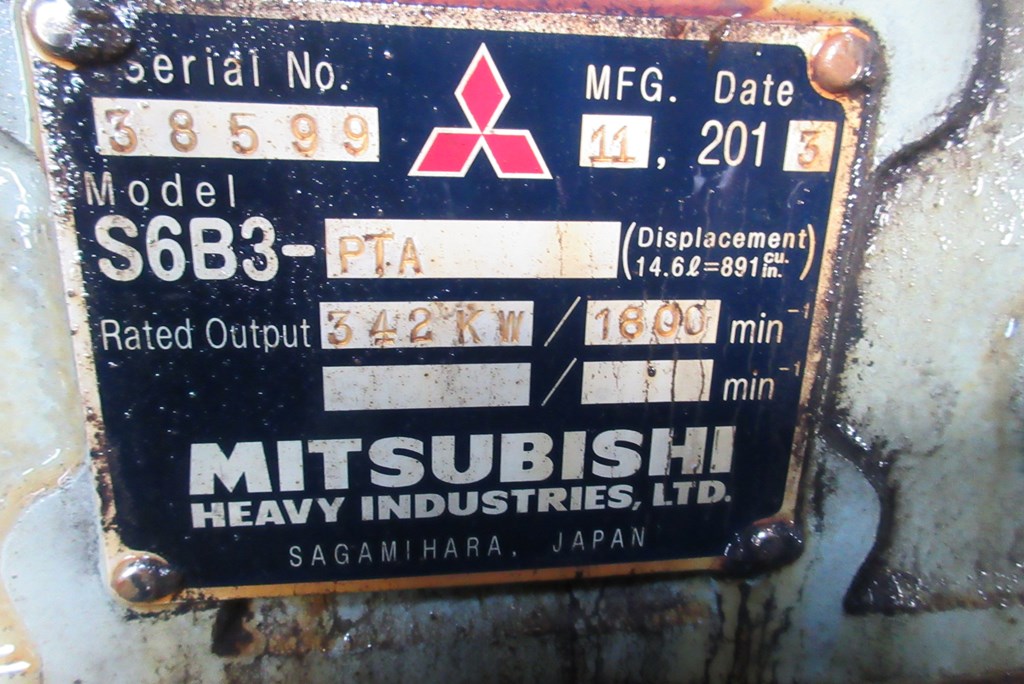 Serial No.
38599
MFG. Date
11, 2013
Model
S6B3-PTA (Displacement 14.6ℓ=891 cu. in.)
Rated Output 342KW / 1800 min⁻¹
/ min⁻¹
MITSUBISHI
HEAVY INDUSTRIES, LTD.
SAGAMIHARA, JAPAN